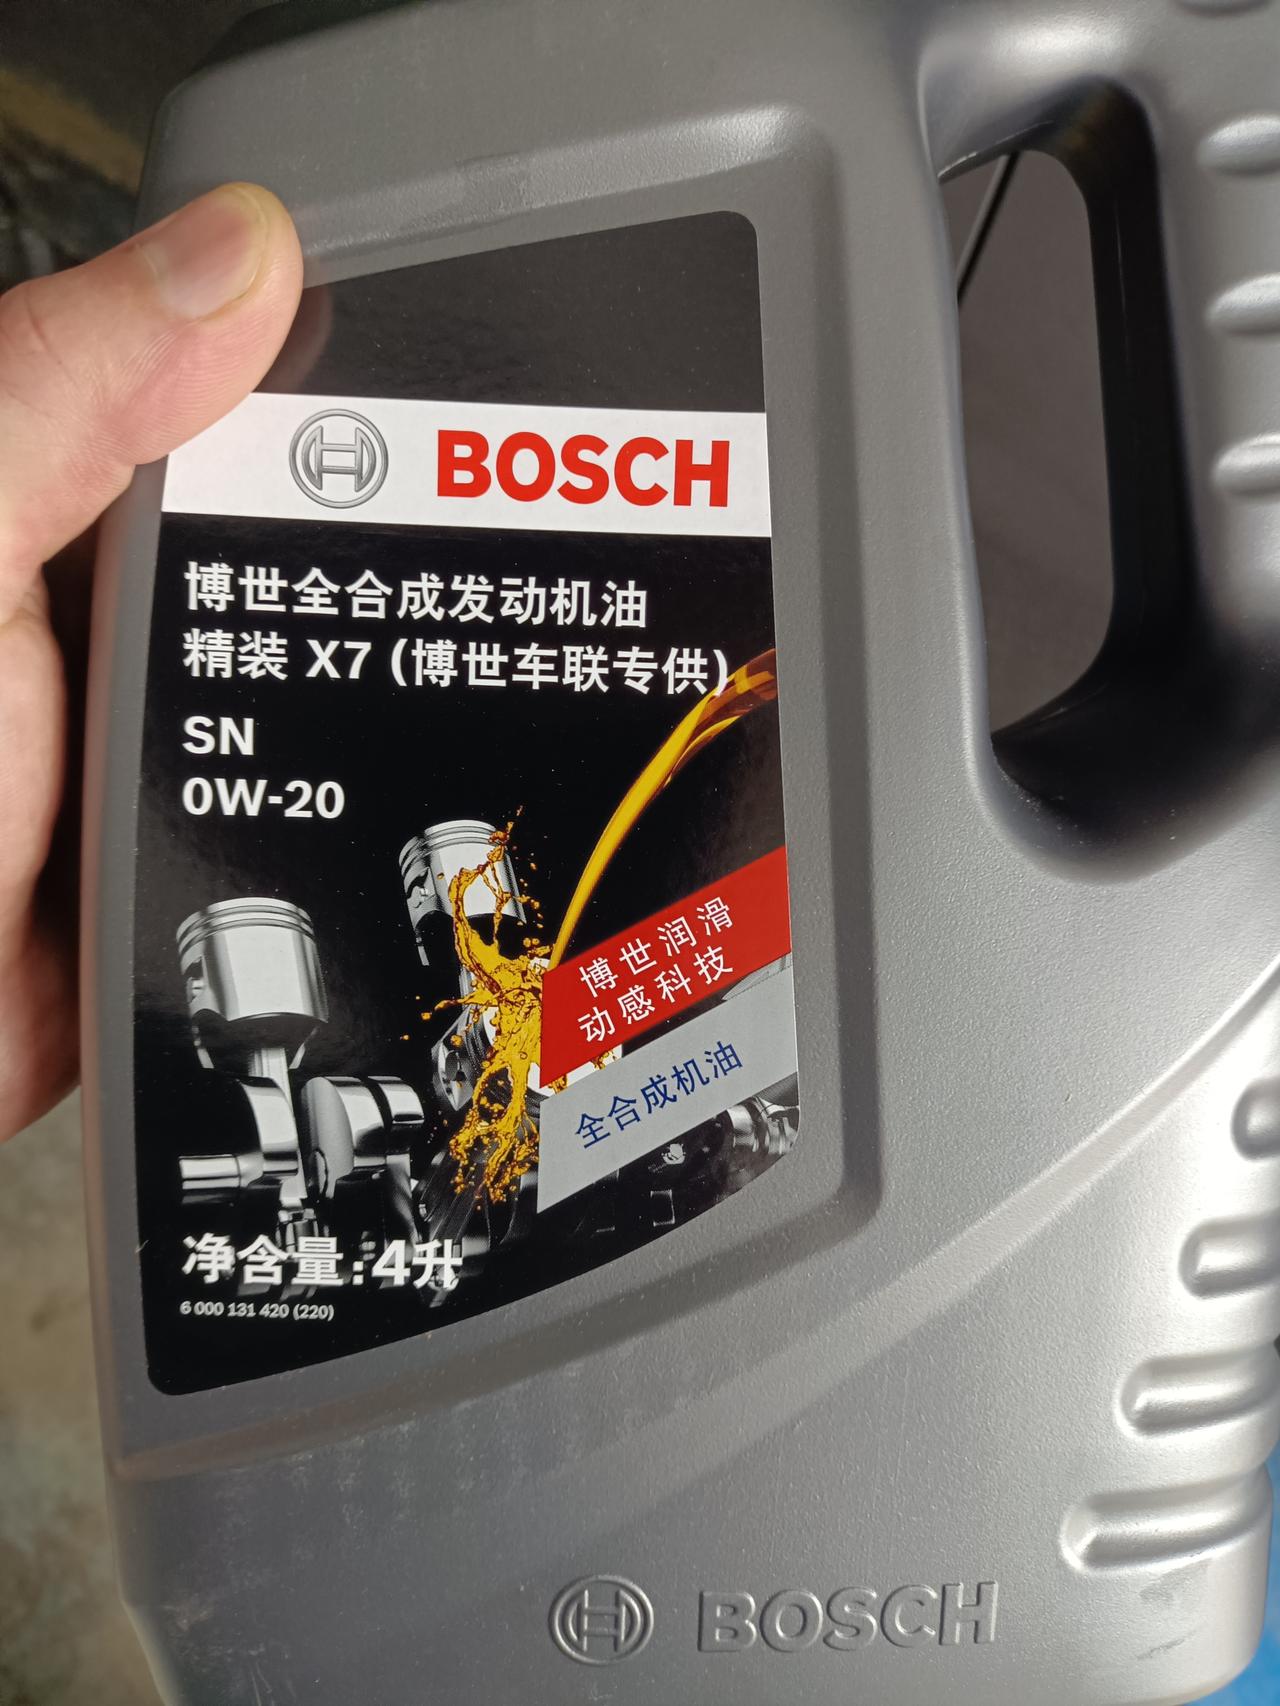 BOSCH
博世全合成发动机油
精装 X7 (博世车联专供)
SN
0W-20
博世润滑
动感科技
全合成机油
净含量:4升
6 000 131 420 (220)
BOSCH